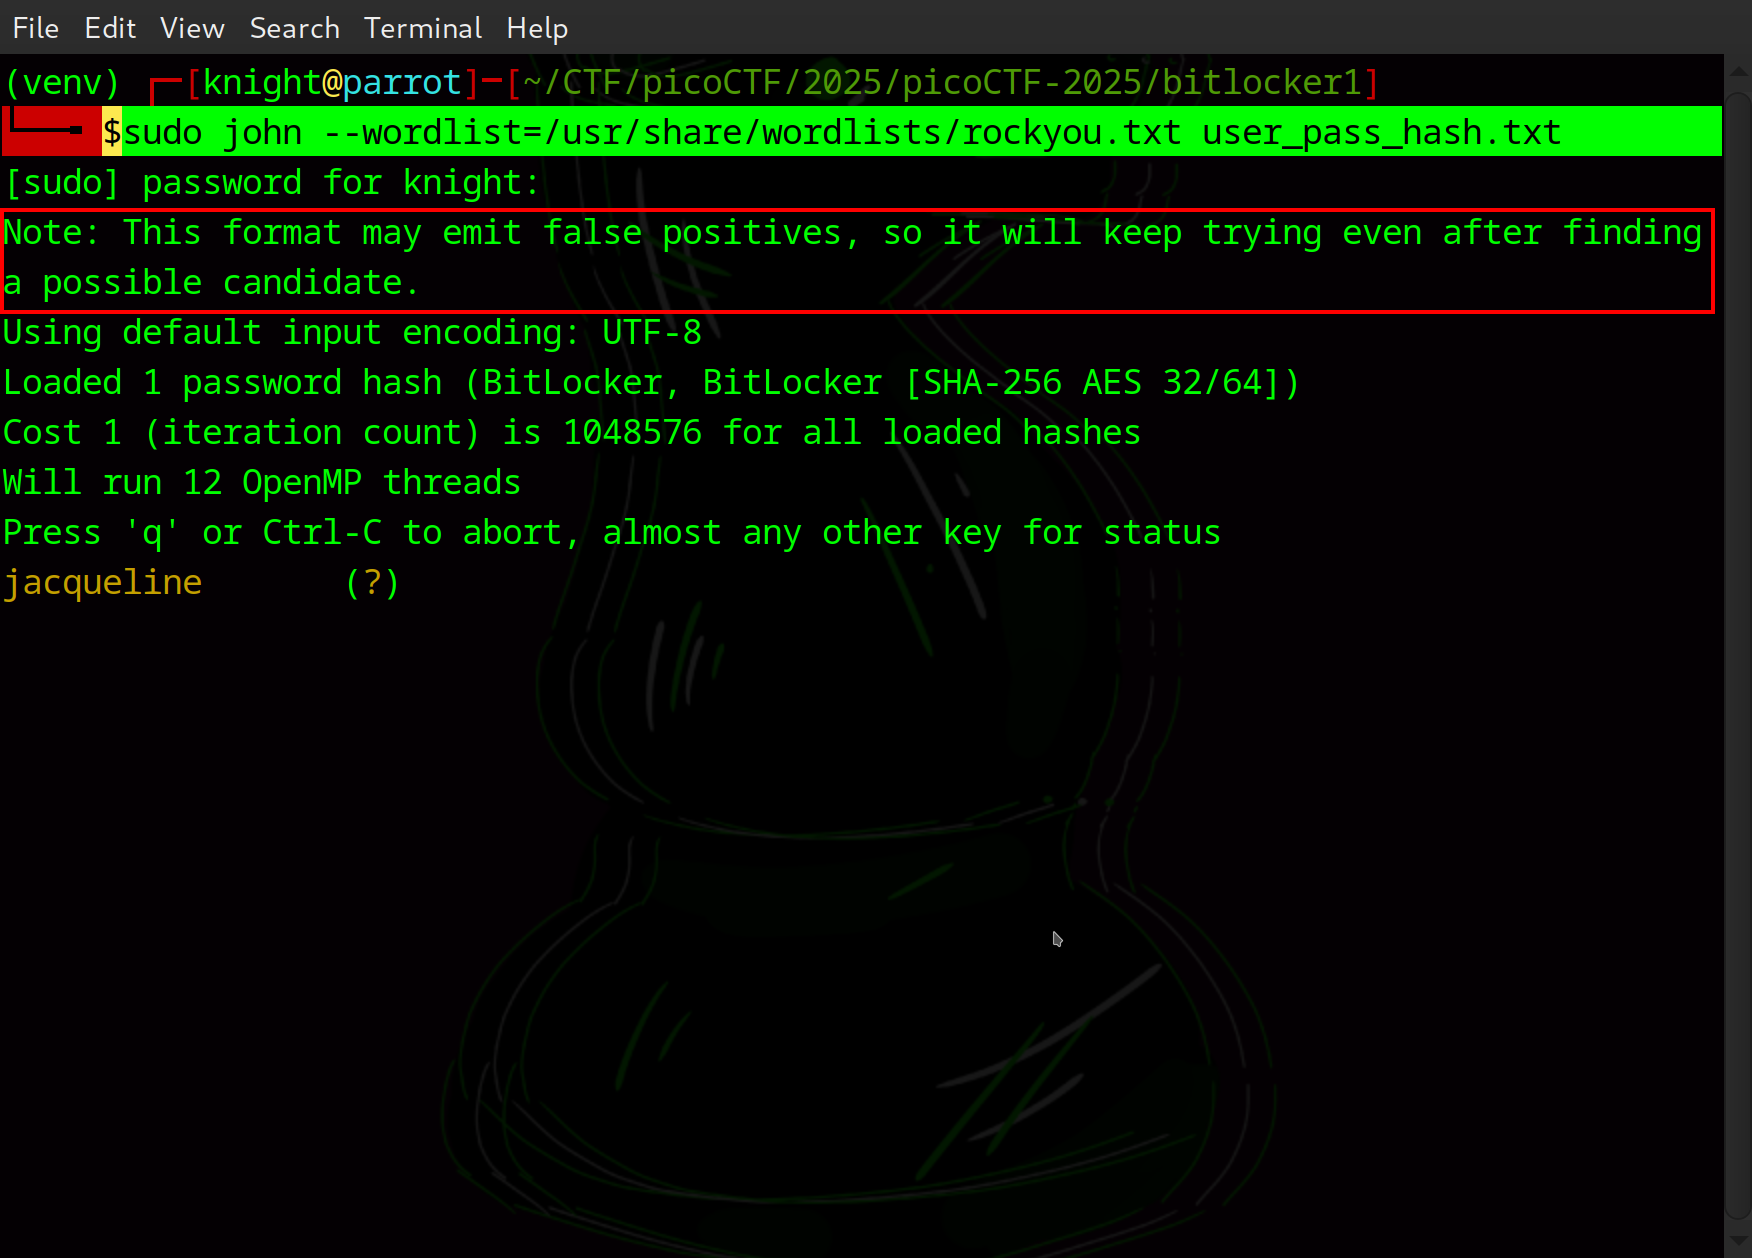 File Edit View Search Terminal Help
(venv) ┌─[knight@parrot]─[~/CTF/picoCTF/2025/picoCTF-2025/bitlocker1]
└──╼ $sudo john --wordlist=/usr/share/wordlists/rockyou.txt user_pass_hash.txt
[sudo] password for knight:
Note: This format may emit false positives, so it will keep trying even after finding
a possible candidate.
Using default input encoding: UTF-8
Loaded 1 password hash (BitLocker, BitLocker [SHA-256 AES 32/64])
Cost 1 (iteration count) is 1048576 for all loaded hashes
Will run 12 OpenMP threads
Press 'q' or Ctrl-C to abort, almost any other key for status
jacqueline       (?)